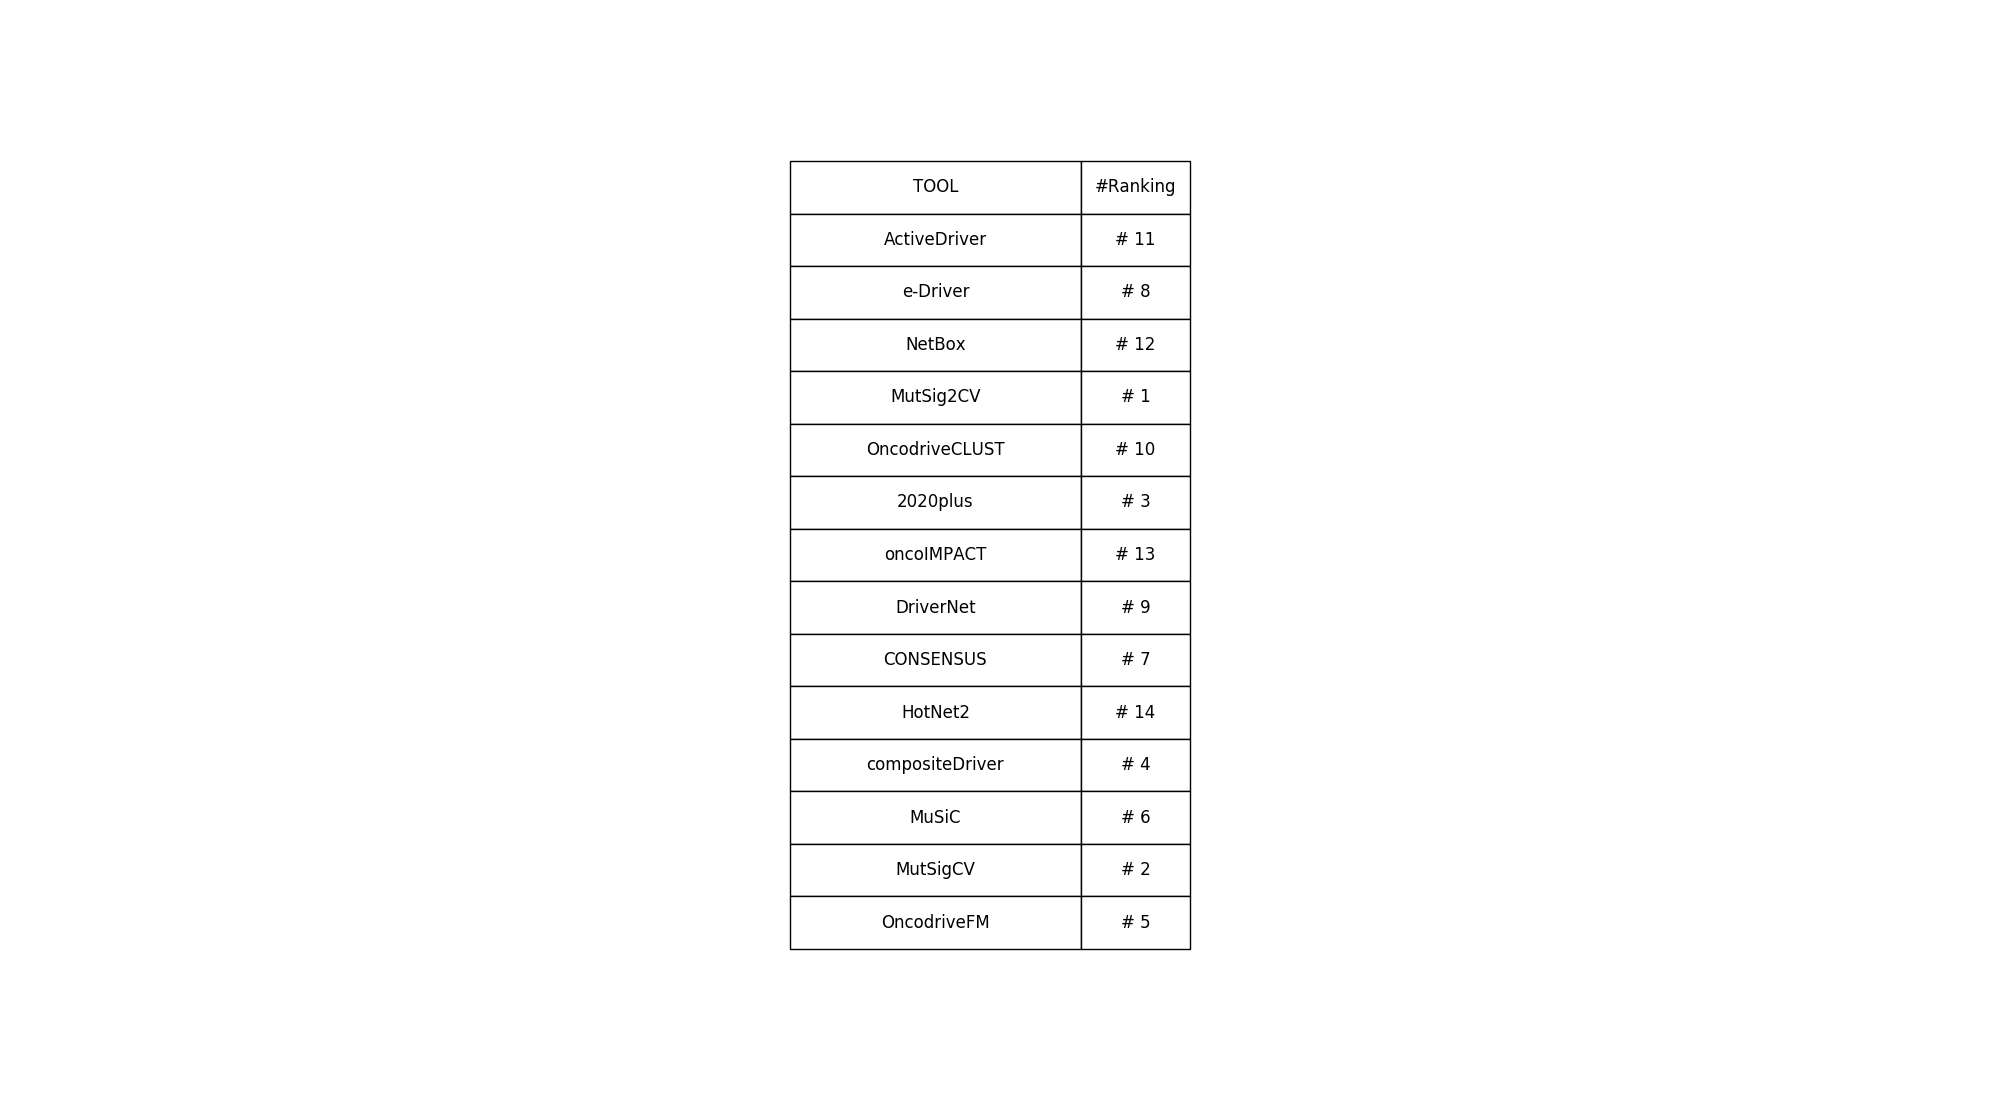 TOOL #Ranking
ActiveDriver # 11
e-Driver # 8
NetBox # 12
MutSig2CV # 1
OncodriveCLUST # 10
2020plus # 3
oncoIMPACT # 13
DriverNet # 9
CONSENSUS # 7
HotNet2 # 14
compositeDriver # 4
MuSiC # 6
MutSigCV # 2
OncodriveFM # 5